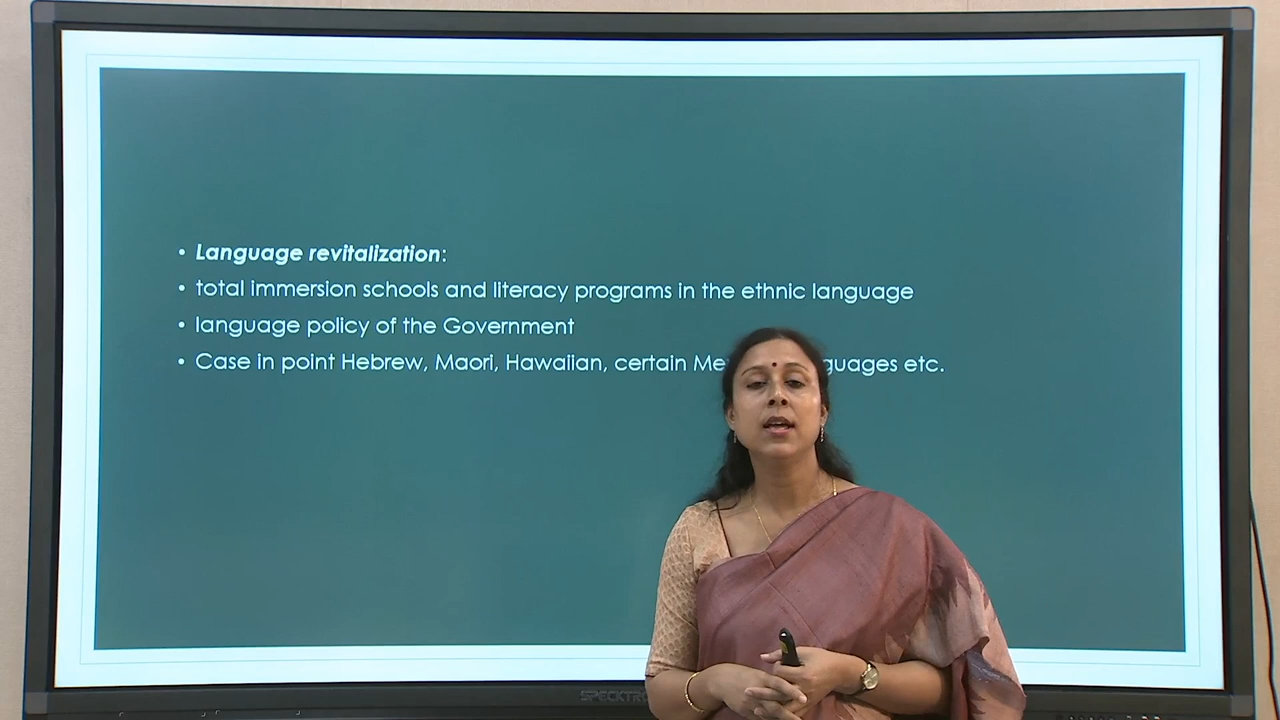 • Language revitalization:
• total immersion schools and literacy programs in the ethnic language
• language policy of the Government
• Case in point Hebrew, Maori, Hawaiian, certain etc.